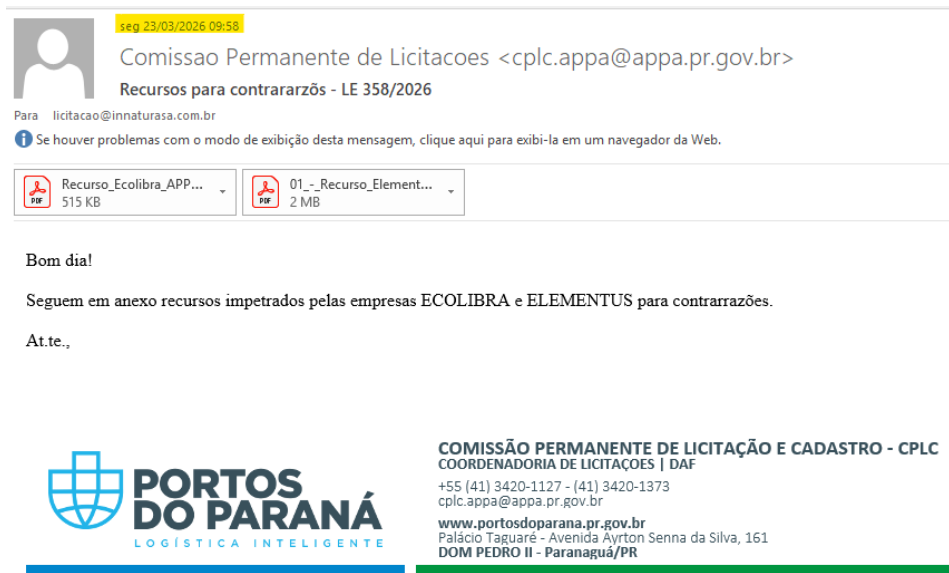 seg 23/03/2026 09:58
Comissao Permanente de Licitacoes <cplc.appa@appa.pr.gov.br>
Recursos para contrararzõs - LE 358/2026
Para licitacao@innaturasa.com.br
Se houver problemas com o modo de exibição desta mensagem, clique aqui para exibi-la em um navegador da Web.
Recurso_Ecolibra_APP...
515 KB
01_-_Recurso_Element...
2 MB
Bom dia!
Seguem em anexo recursos impetrados pelas empresas ECOLIBRA e ELEMENTUS para contrarrazões.
At.te.,
PORTOS
DO PARANÁ
LOGÍSTICA INTELIGENTE
COMISSÃO PERMANENTE DE LICITAÇÃO E CADASTRO - CPLC
COORDENADORIA DE LICITAÇOES | DAF
+55 (41) 3420-1127 - (41) 3420-1373
cplc.appa@appa.pr.gov.br
www.portosdoparana.pr.gov.br
Palácio Taguaré - Avenida Ayrton Senna da Silva, 161
DOM PEDRO II - Paranaguá/PR